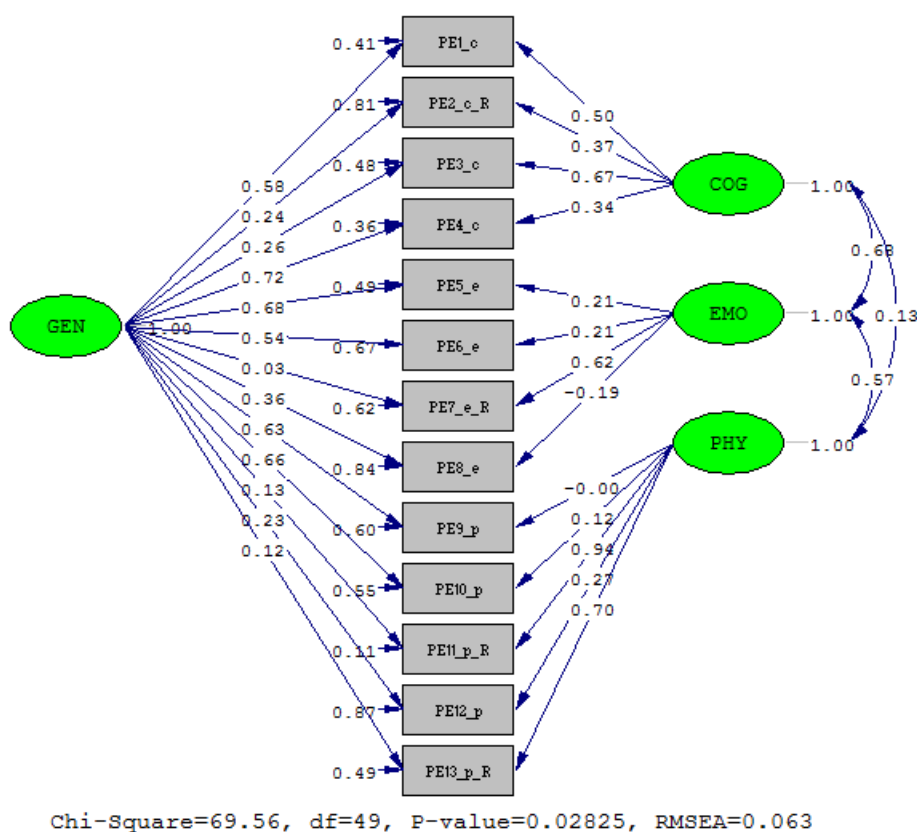 0.41 PE1_c
0.81 PE2_c_R
0.50
0.37
0.48 PE3_c
0.58
0.67
COG 1.00
0.24
0.34
0.36 PE4_c
0.26
0.68
0.72
0.49 PE5_e
0.68
0.21
GEN 1.00
EMO 1.00
0.13
0.54
0.67 PE6_e
0.21
0.03
0.62
0.57
0.36
0.62 PE7_e_R
-0.19
0.63
PHY 1.00
0.66
0.84 PE8_e
0.13
-0.00
0.23
0.60 PE9_p
0.12
0.12
0.94
0.55 PE10_p
0.27
0.70
0.11 PE11_p_R
0.87 PE12_p
0.49 PE13_p_R
Chi-Square=69.56, df=49, P-value=0.02825, RMSEA=0.063